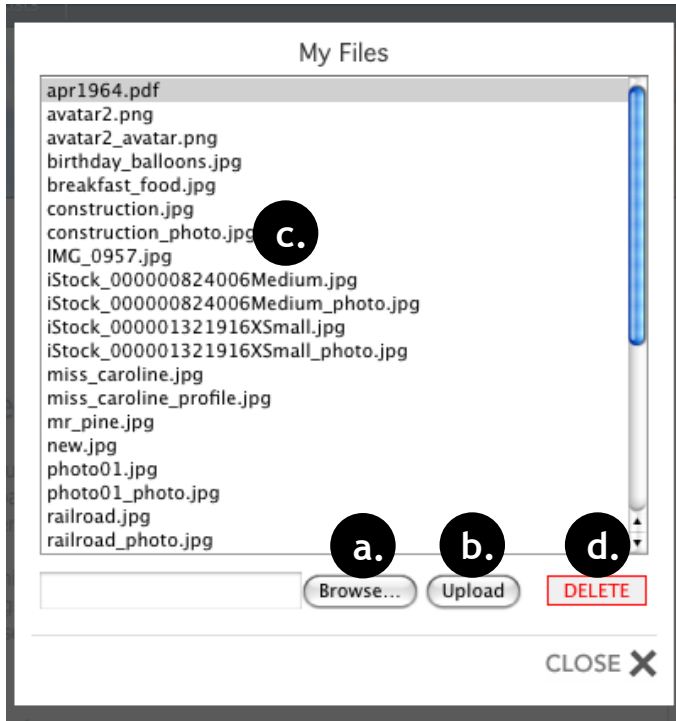 My Files
apr1964.pdf
avatar2.png
avatar2_avatar.png
birthday_balloons.jpg
breakfast_food.jpg
construction.jpg
construction_photo.jpg
c.
IMG_0957.jpg
iStock_000000824006Medium.jpg
iStock_000000824006Medium_photo.jpg
iStock_000001321916XSmall.jpg
iStock_000001321916XSmall_photo.jpg
miss_caroline.jpg
miss_caroline_profile.jpg
mr_pine.jpg
new.jpg
photo01.jpg
photo01_photo.jpg
railroad.jpg
railroad_photo.jpg
a. b. d.
Browse... Upload DELETE
CLOSE